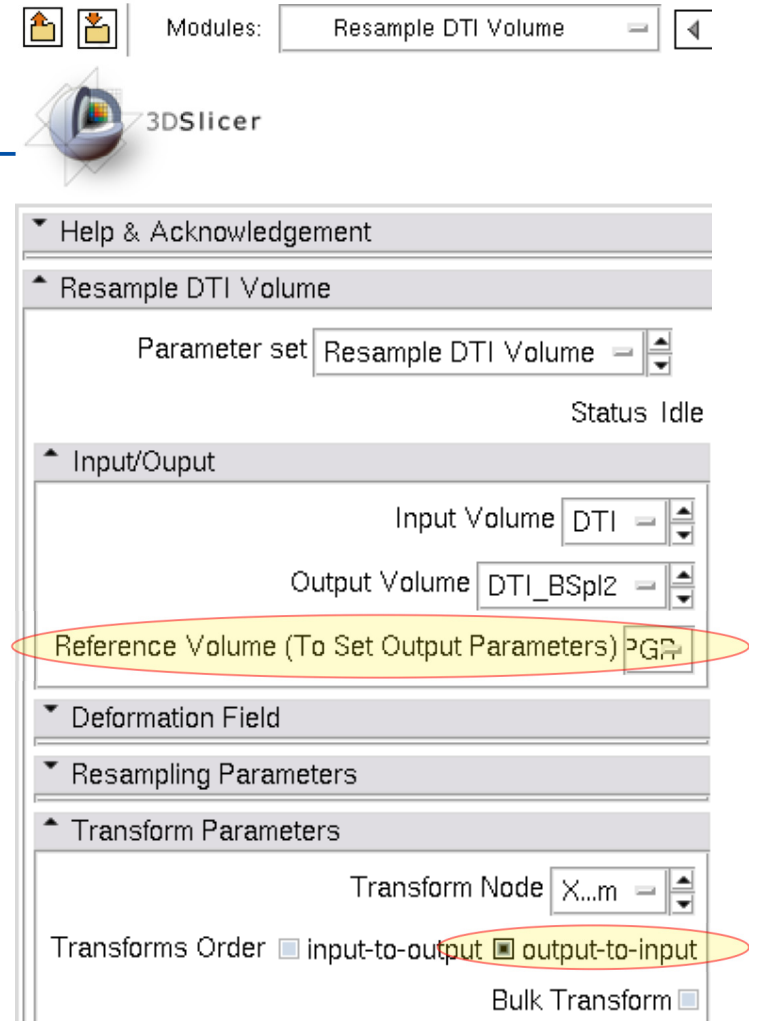 Modules: Resample DTI Volume
3DSlicer
Help & Acknowledgement
Resample DTI Volume
Parameter set Resample DTI Volume
Status Idle
Input/Ouput
Input Volume DTI
Output Volume DTI_BSpl2
Reference Volume (To Set Output Parameters)
Deformation Field
Resampling Parameters
Transform Parameters
Transform Node X...m
Transforms Order input-to-output output-to-input
Bulk Transform